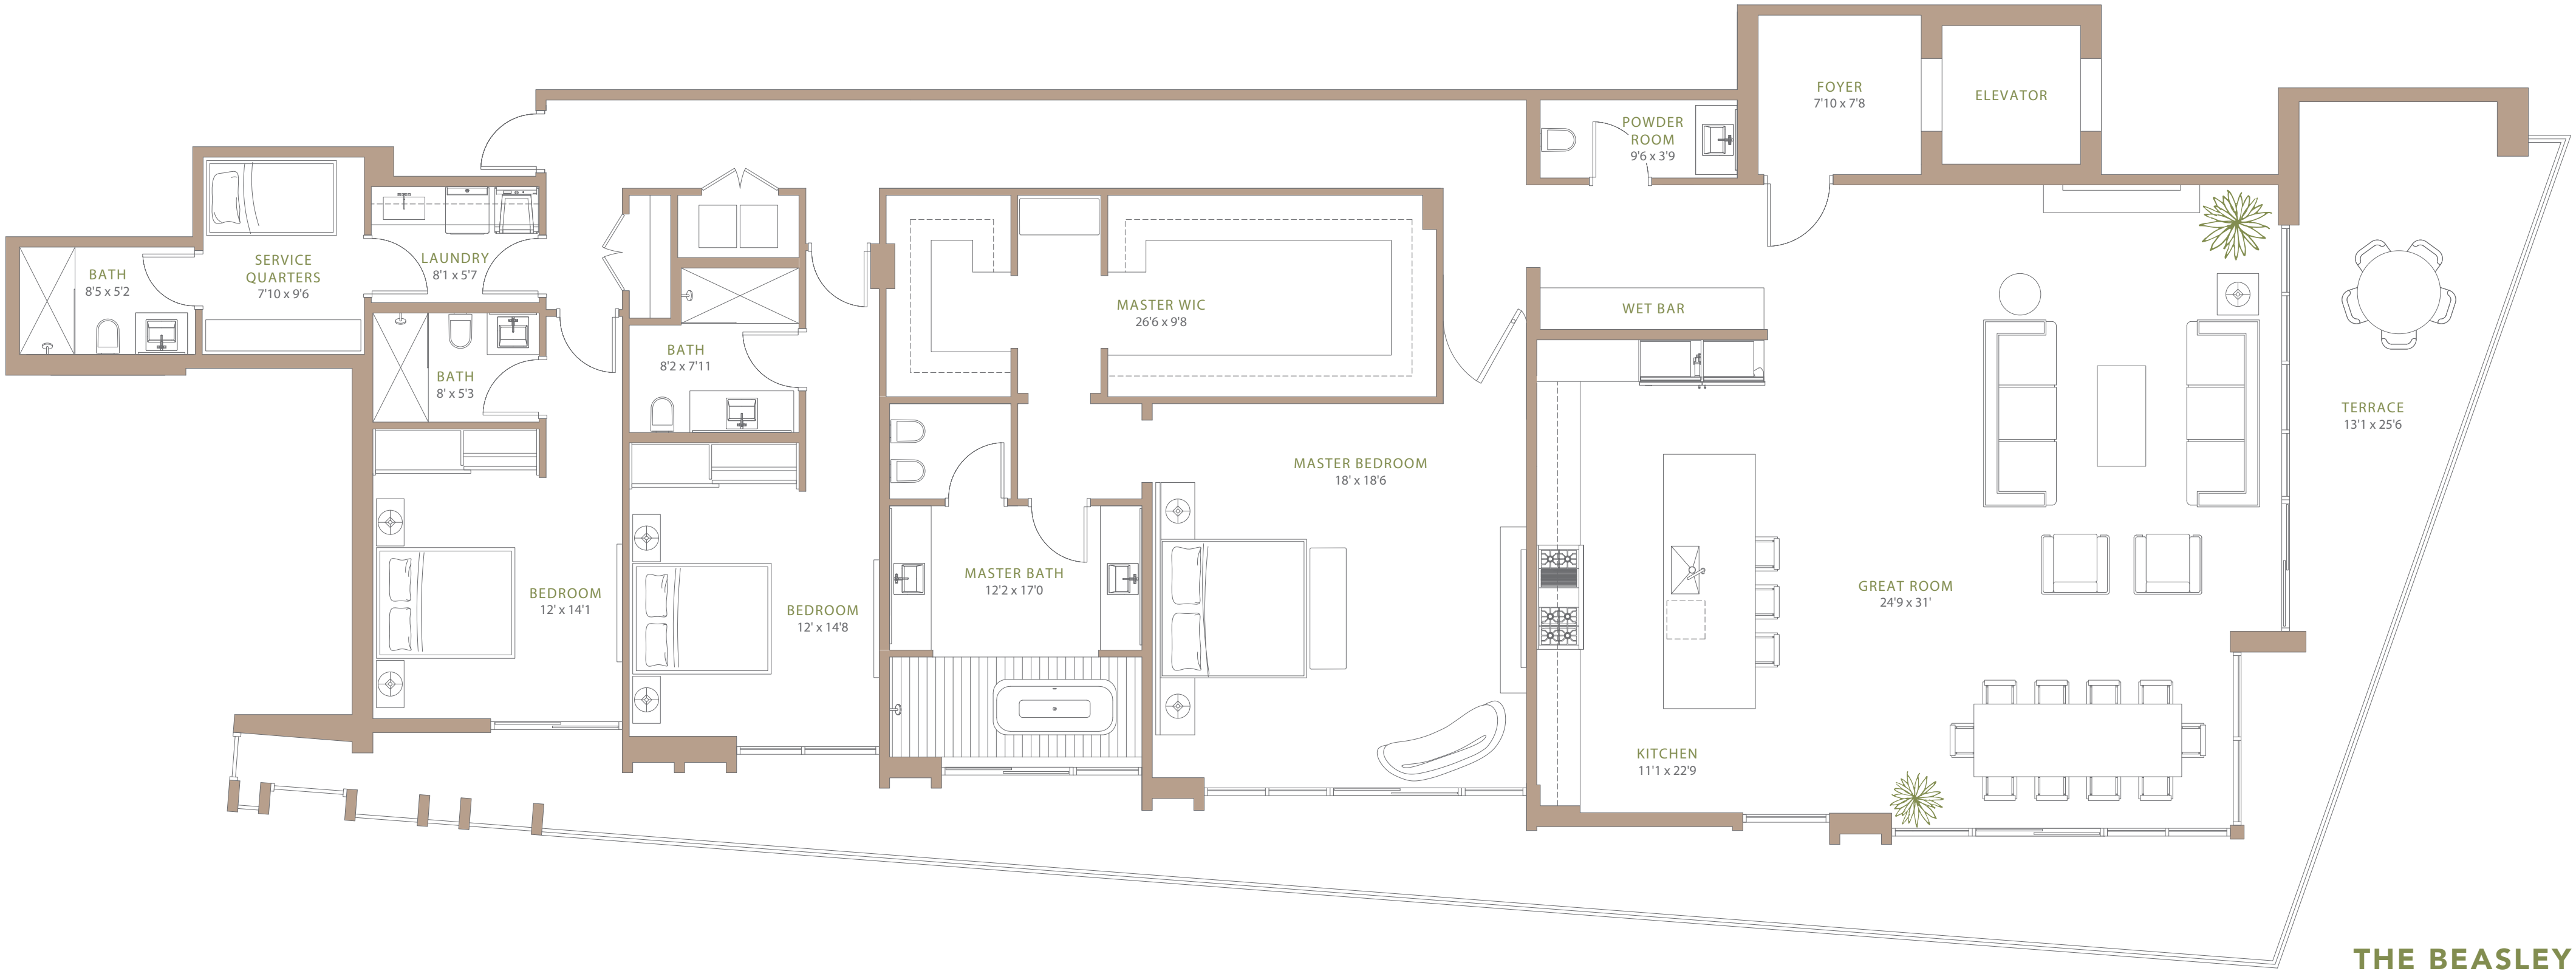 FOYER
7'10 x 7'8
ELEVATOR
POWDER
ROOM
9'6 x 3'9
SERVICE
QUARTERS
7'10 x 9'6
LAUNDRY
8'1 x 5'7
BATH
8'5 x 5'2
MASTER WIC
26'6 x 9'8
WET BAR
BATH
8'2 x 7'11
BATH
8' x 5'3
TERRACE
13'1 x 25'6
MASTER BEDROOM
18' x 18'6
MASTER BATH
12'2 x 17'0
GREAT ROOM
24'9 x 31'
BEDROOM
12' x 14'1
BEDROOM
12' x 14'8
KITCHEN
11'1 x 22'9
THE BEASLEY